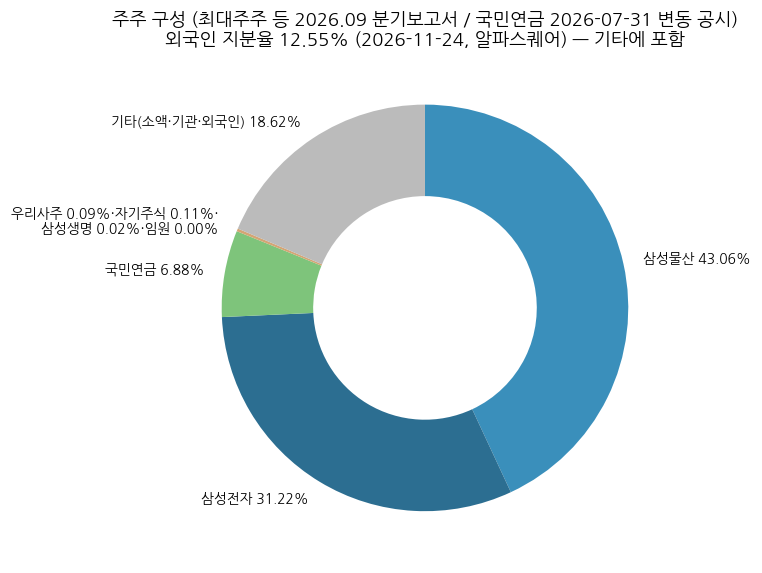 주주 구성 (최대주주 등 2026.09 분기보고서 / 국민연금 2026-07-31 변동 공시)
외국인 지분율 12.55% (2026-11-24, 알파스퀘어) — 기타에 포함
기타(소액·기관·외국인) 18.62%
우리사주 0.09%·자기주식 0.11%·
삼성생명 0.02%·임원 0.00%
삼성물산 43.06%
국민연금 6.88%
삼성전자 31.22%